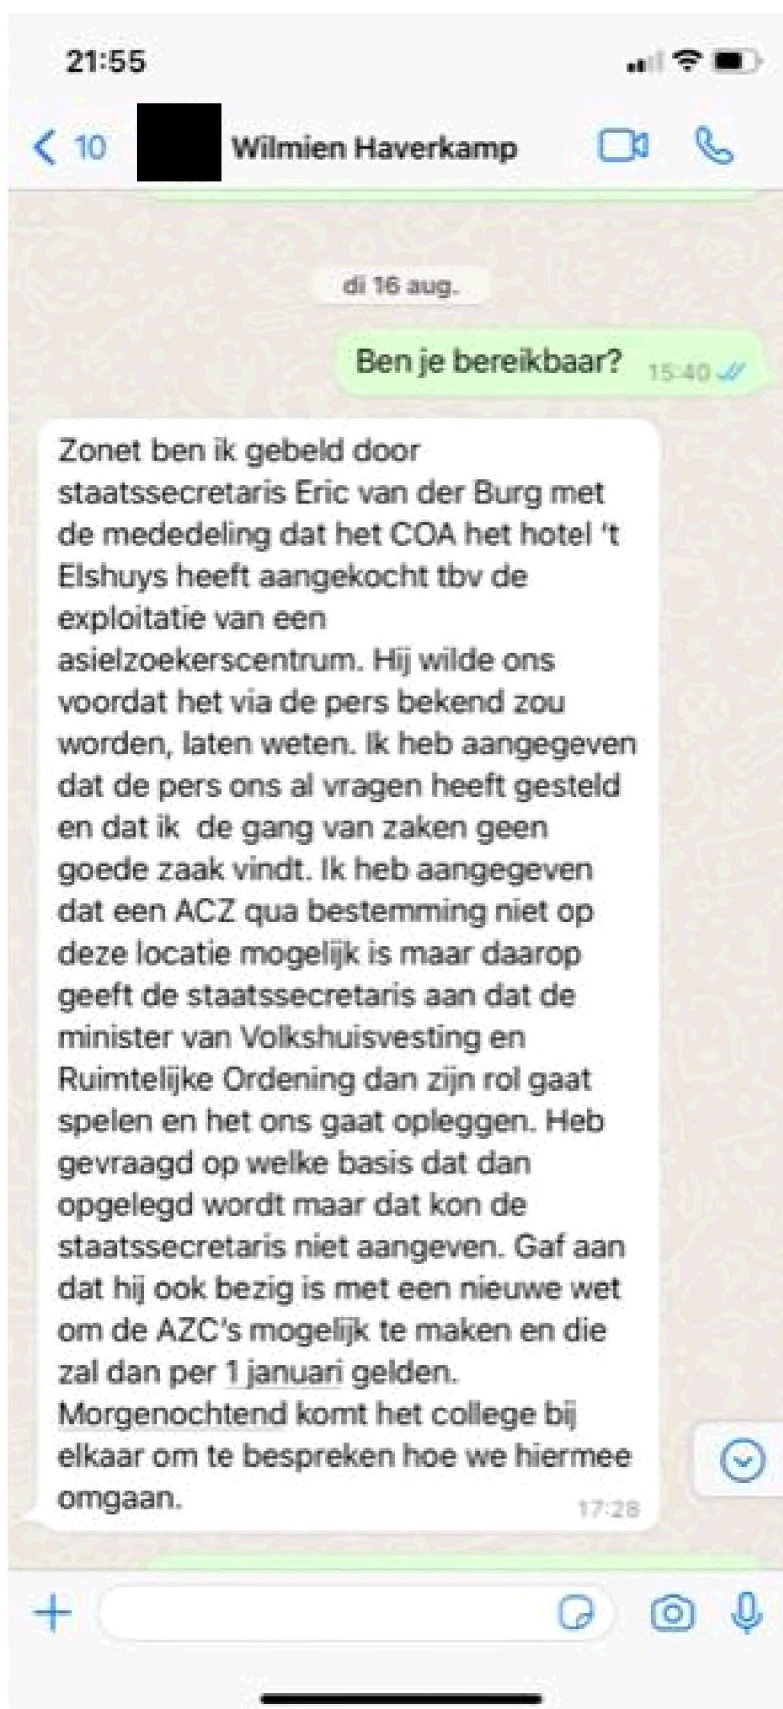 21:55
10
Wilmien Haverkamp
di 16 aug.
Ben je bereikbaar? 15:40
Zonet ben ik gebeld door
staatssecretaris Eric van der Burg met
de mededeling dat het COA het hotel 't
Elshuys heeft aangekocht tbv de
exploitatie van een
asielzoekerscentrum. Hij wilde ons
voordat het via de pers bekend zou
worden, laten weten. Ik heb aangegeven
dat de pers ons al vragen heeft gesteld
en dat ik  de gang van zaken geen
goede zaak vindt. Ik heb aangegeven
dat een ACZ qua bestemming niet op
deze locatie mogelijk is maar daarop
geeft de staatssecretaris aan dat de
minister van Volkshuisvesting en
Ruimtelijke Ordening dan zijn rol gaat
spelen en het ons gaat opleggen. Heb
gevraagd op welke basis dat dan
opgelegd wordt maar dat kon de
staatssecretaris niet aangeven. Gaf aan
dat hij ook bezig is met een nieuwe wet
om de AZC's mogelijk te maken en die
zal dan per 1 januari gelden.
Morgenochtend komt het college bij
elkaar om te bespreken hoe we hiermee
omgaan.
17:28